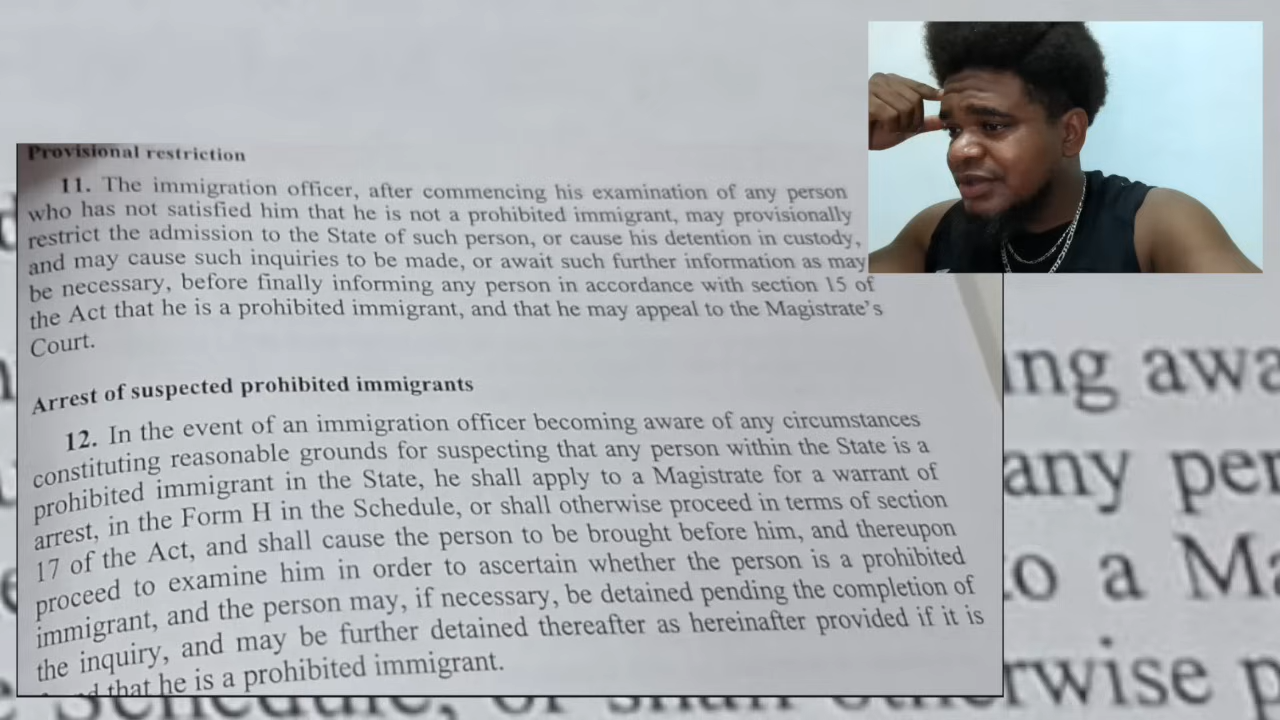 Provisional restriction
11. The immigration officer, after commencing his examination of any person
who has not satisfied him that he is not a prohibited immigrant, may provisionally
restrict the admission to the State of such person, or cause his detention in custody,
and may cause such inquiries to be made, or await such further information as may
be necessary, before finally informing any person in accordance with section 15 of
the Act that he is a prohibited immigrant, and that he may appeal to the Magistrate's
Court.
Arrest of suspected prohibited immigrants
12. In the event of an immigration officer becoming aware of any circumstances
constituting reasonable grounds for suspecting that any person within the State is a
prohibited immigrant in the State, he shall apply to a Magistrate for a warrant of
arrest, in the Form H in the Schedule, or shall otherwise proceed in terms of section
17 of the Act, and shall cause the person to be brought before him, and thereupon
proceed to examine him in order to ascertain whether the person is a prohibited
immigrant, and the person may, if necessary, be detained pending the completion of
the inquiry, and may be further detained thereafter as hereinafter provided if it is
that he is a prohibited immigrant.
any
to a